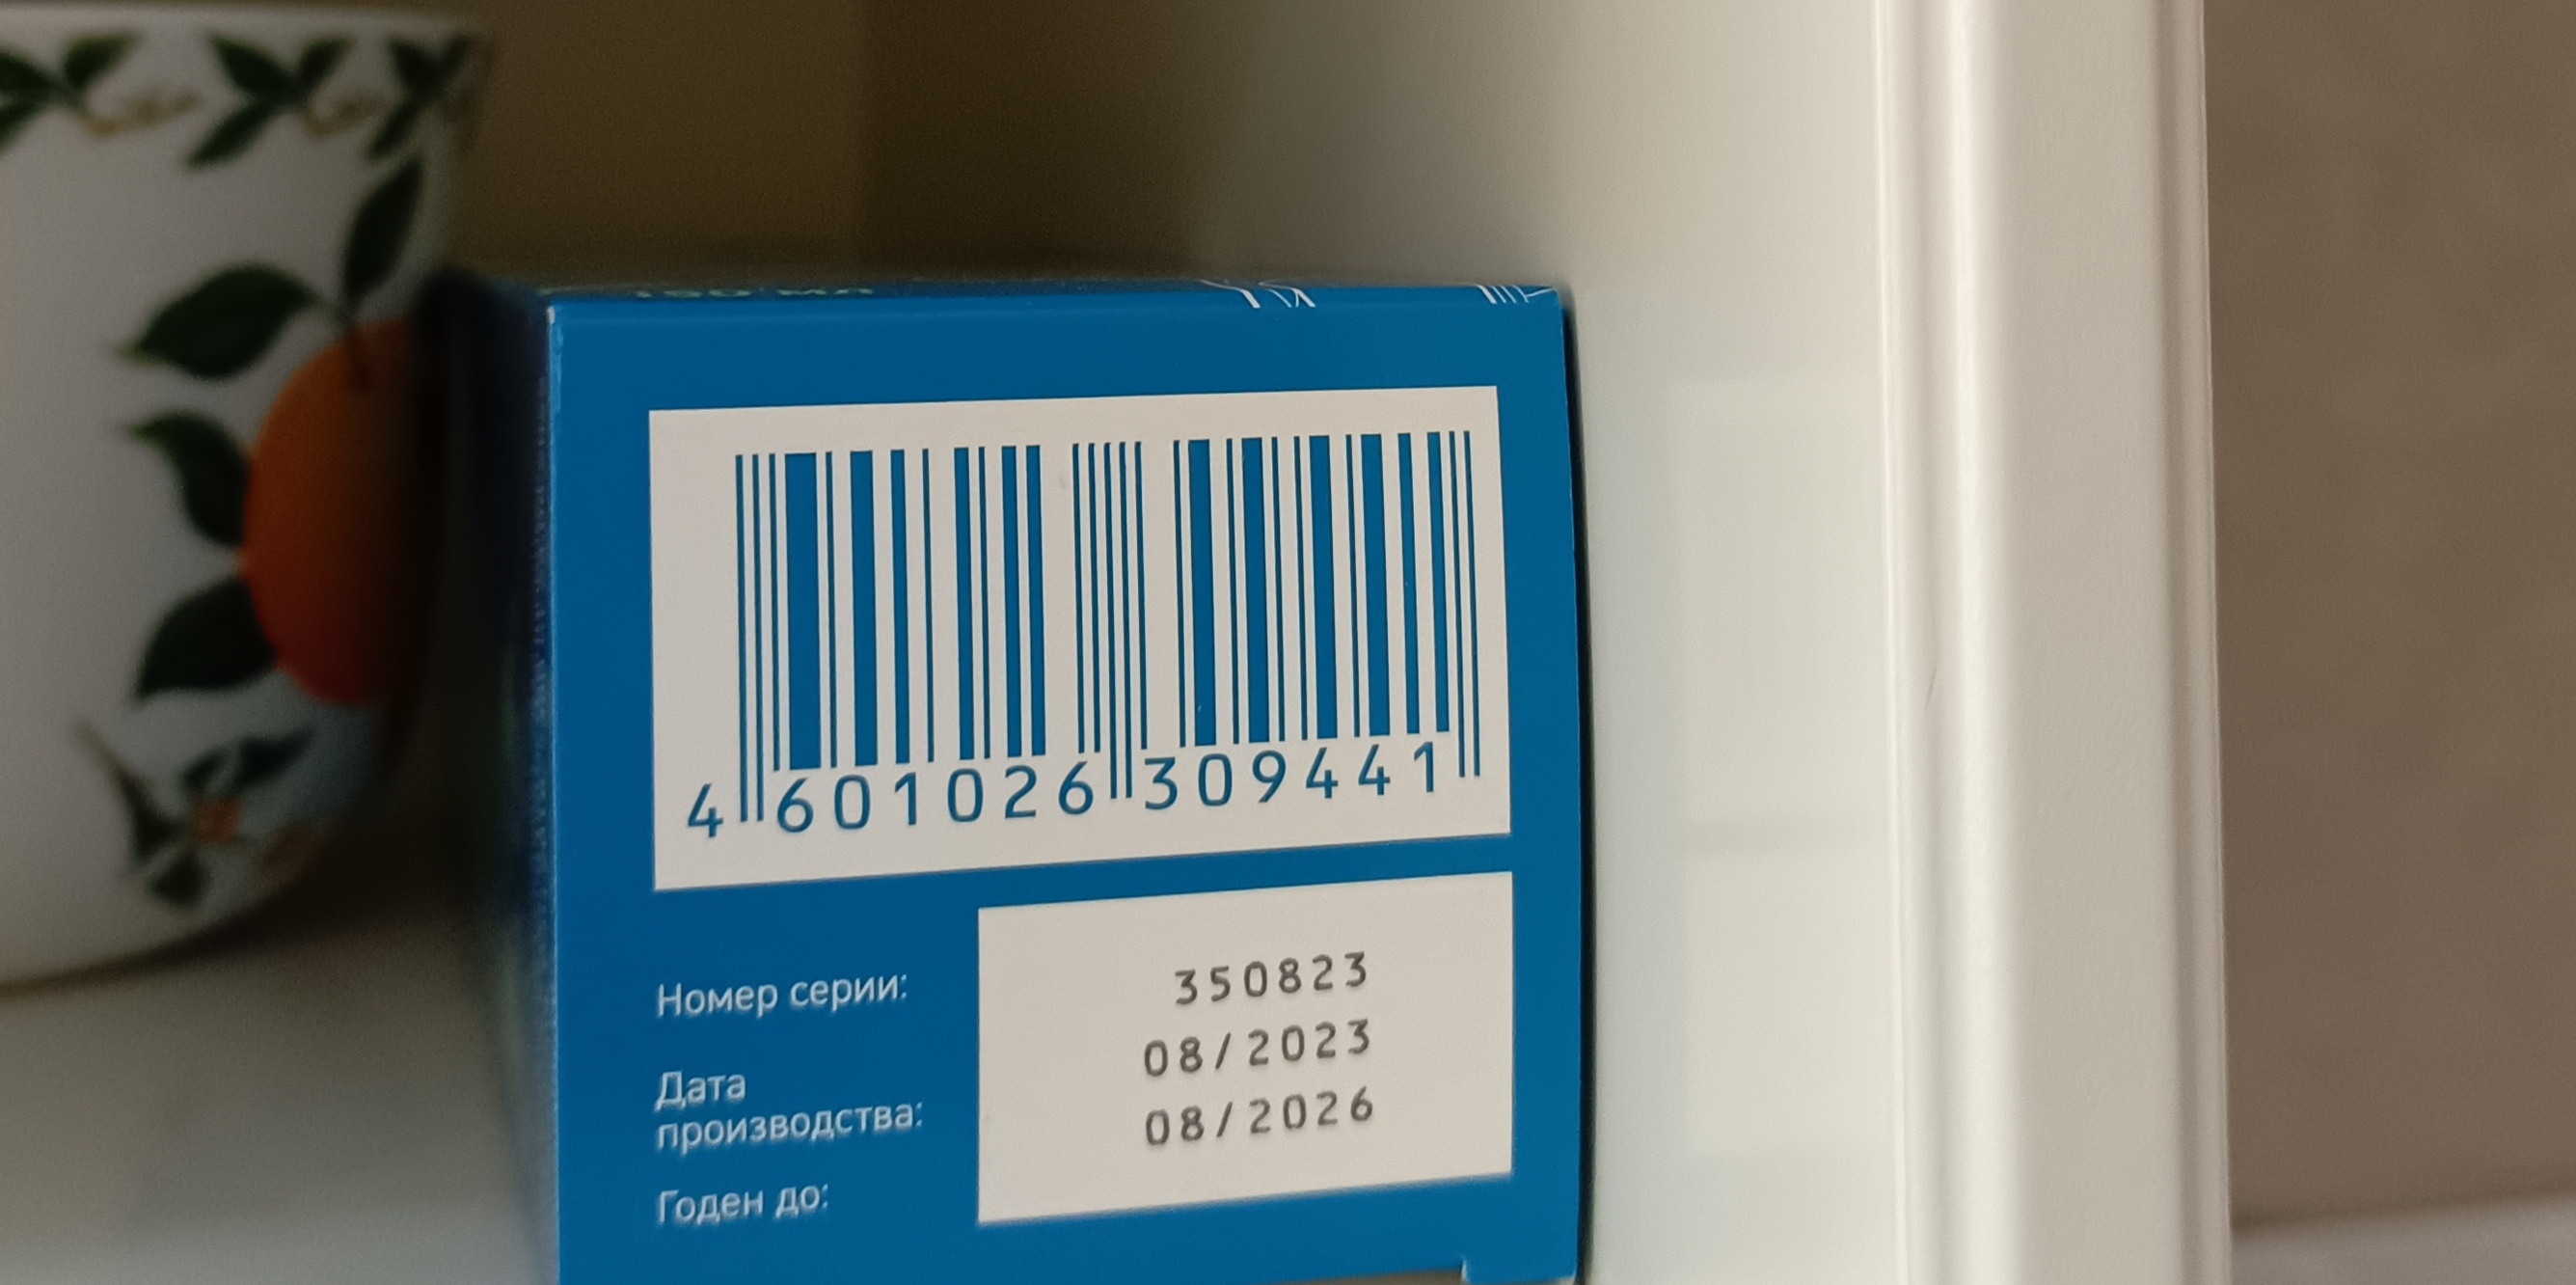 4 601026 309441
Номер серии: 350823
Дата 08/2023
производства:
Годен до: 08/2026